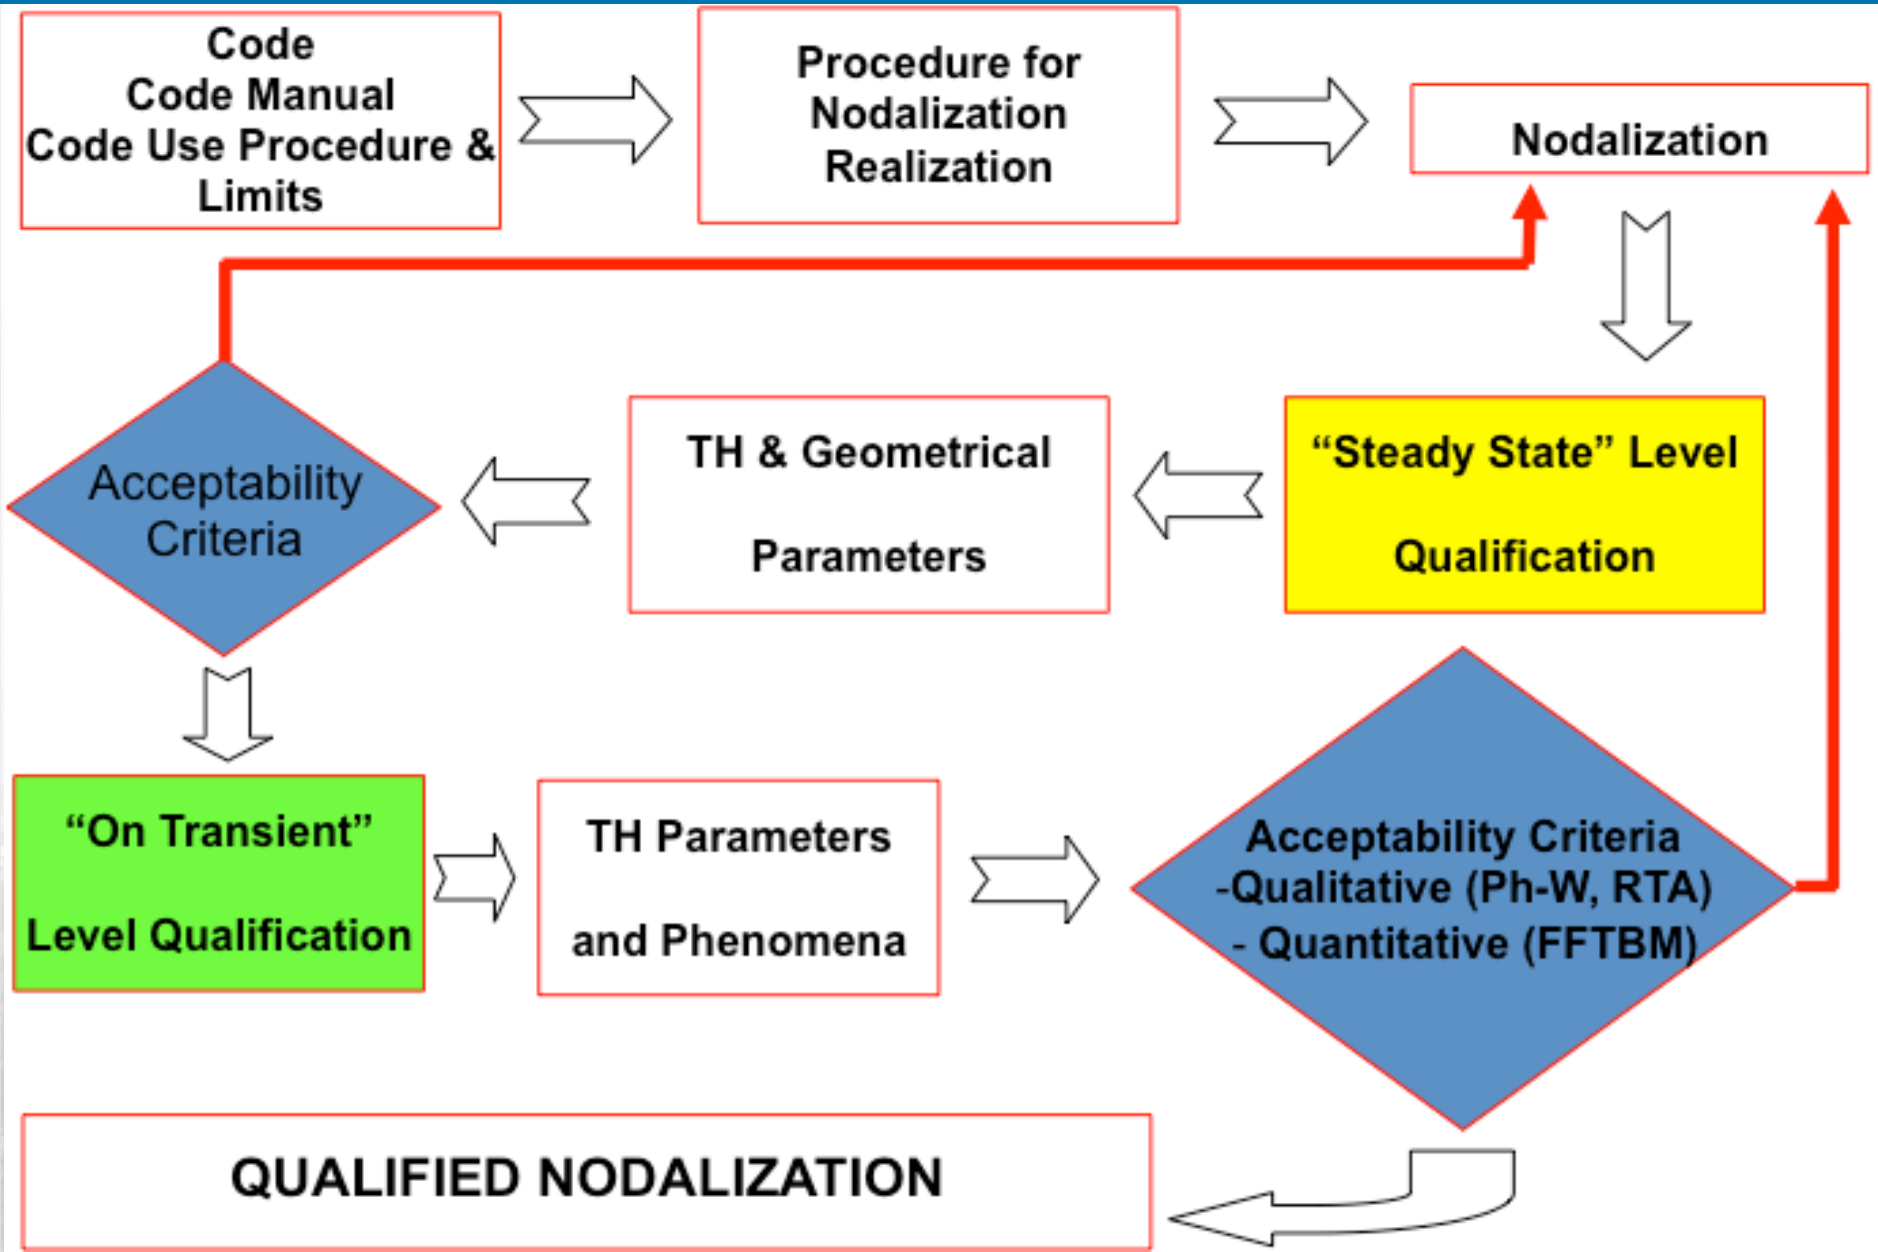 Code
Code Manual
Code Use Procedure &
Limits
Procedure for
Nodalization
Realization
Nodalization
“Steady State” Level
Qualification
TH & Geometrical
Parameters
Acceptability
Criteria
“On Transient”
Level Qualification
TH Parameters
and Phenomena
Acceptability Criteria
-Qualitative (Ph-W, RTA)
- Quantitative (FFTBM)
QUALIFIED NODALIZATION